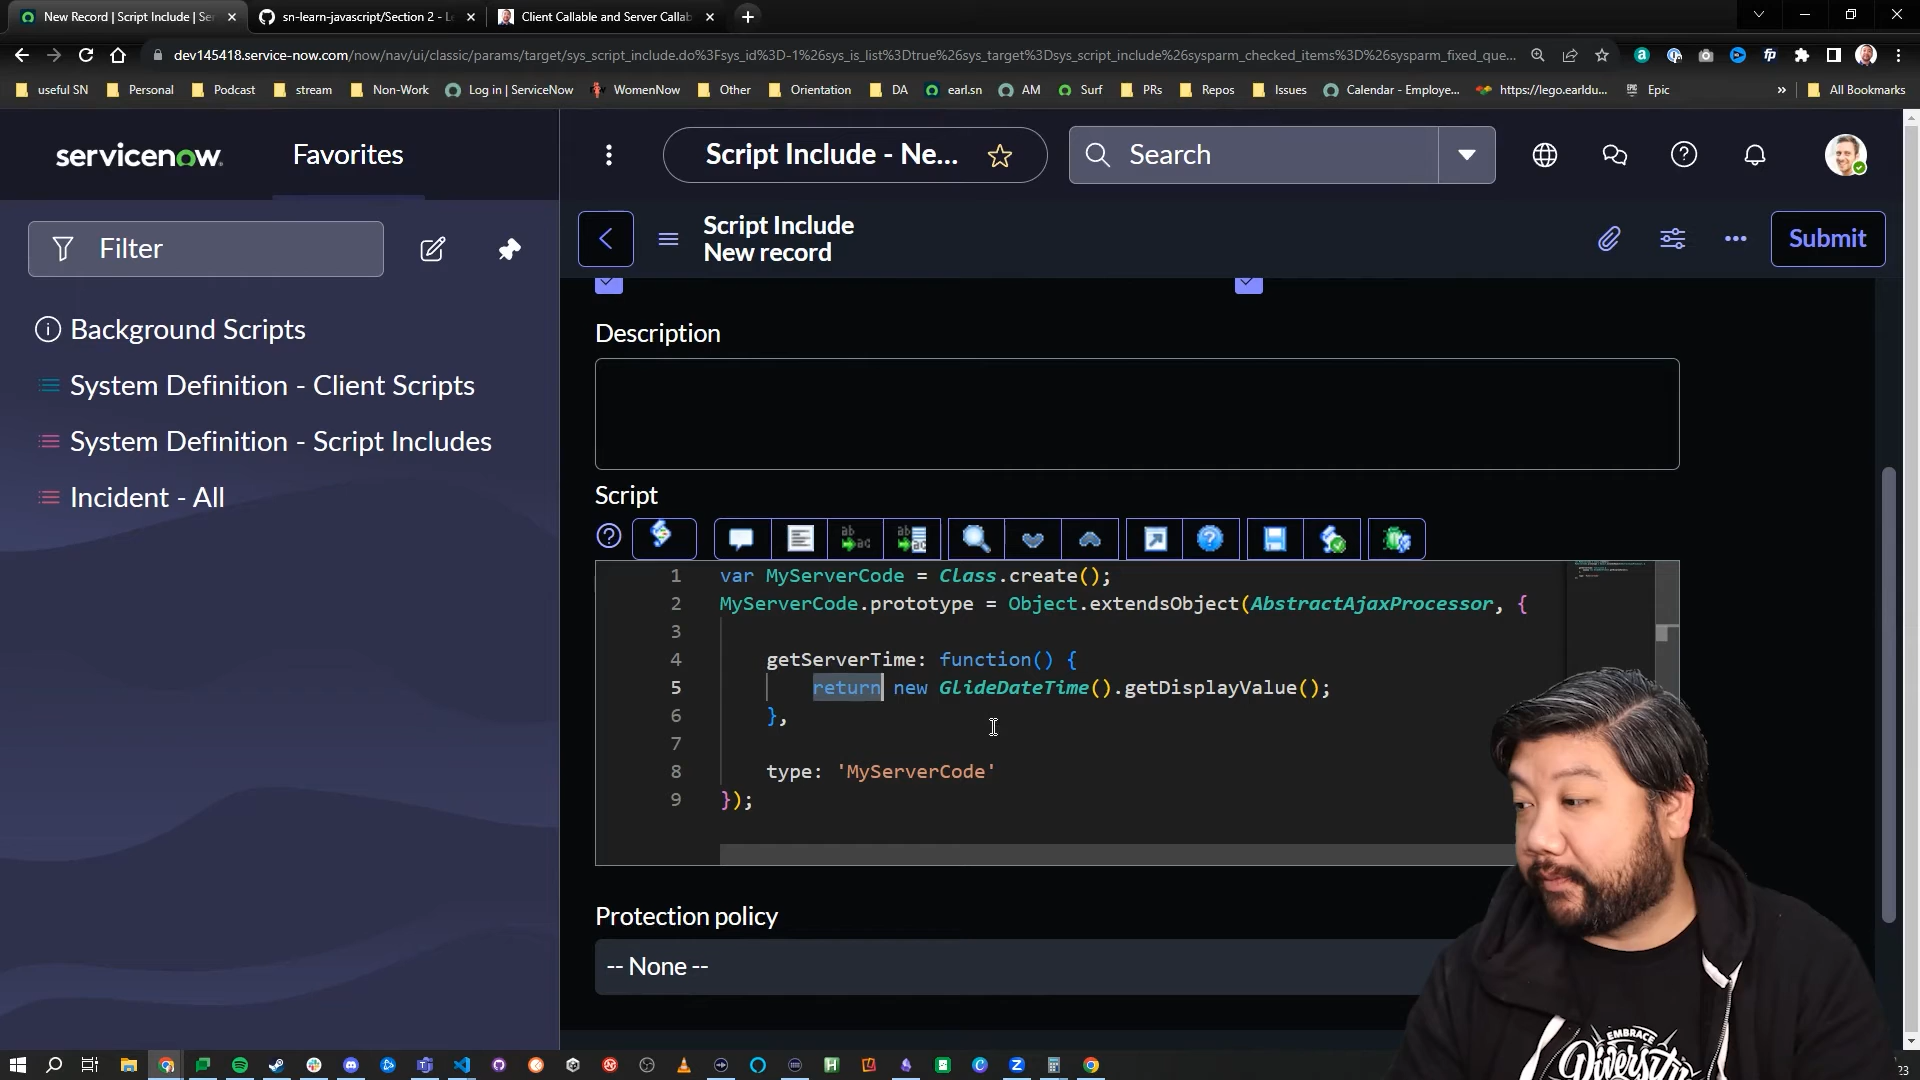 New Record | Script Include | Se
sn-learn-javascript/Section 2 - Le
Client Callable and Server Callab
dev145418.service-now.com/now/nav/ui/classic/params/target/sys_script_include.do%3Fsys_id%3D-1%26sys_is_list%3Dtrue%26sys_target%3Dsys_script_include%26sysparm_checked_items%3D%26sysparm_fixed_que...
useful SN
Personal
Podcast
stream
Non-Work
Log in | ServiceNow
WomenNow
Other
Orientation
DA
earl.sn
AM
Surf
PRs
Repos
Issues
Calendar - Employe...
https://lego.earldu...
Epic
»
All Bookmarks
servicenow
Favorites
Script Include - Ne...
Search
Filter
Script Include
New record
Submit
Background Scripts
System Definition - Client Scripts
System Definition - Script Includes
Incident - All
Description
Script
1 var MyServerCode = Class.create();
2 MyServerCode.prototype = Object.extendsObject(AbstractAjaxProcessor, {
3
4 getServerTime: function() {
5 return new GlideDateTime().getDisplayValue();
6 },
7
8 type: 'MyServerCode'
9 });
Protection policy
-- None --
EMBRACE
Diversity
23